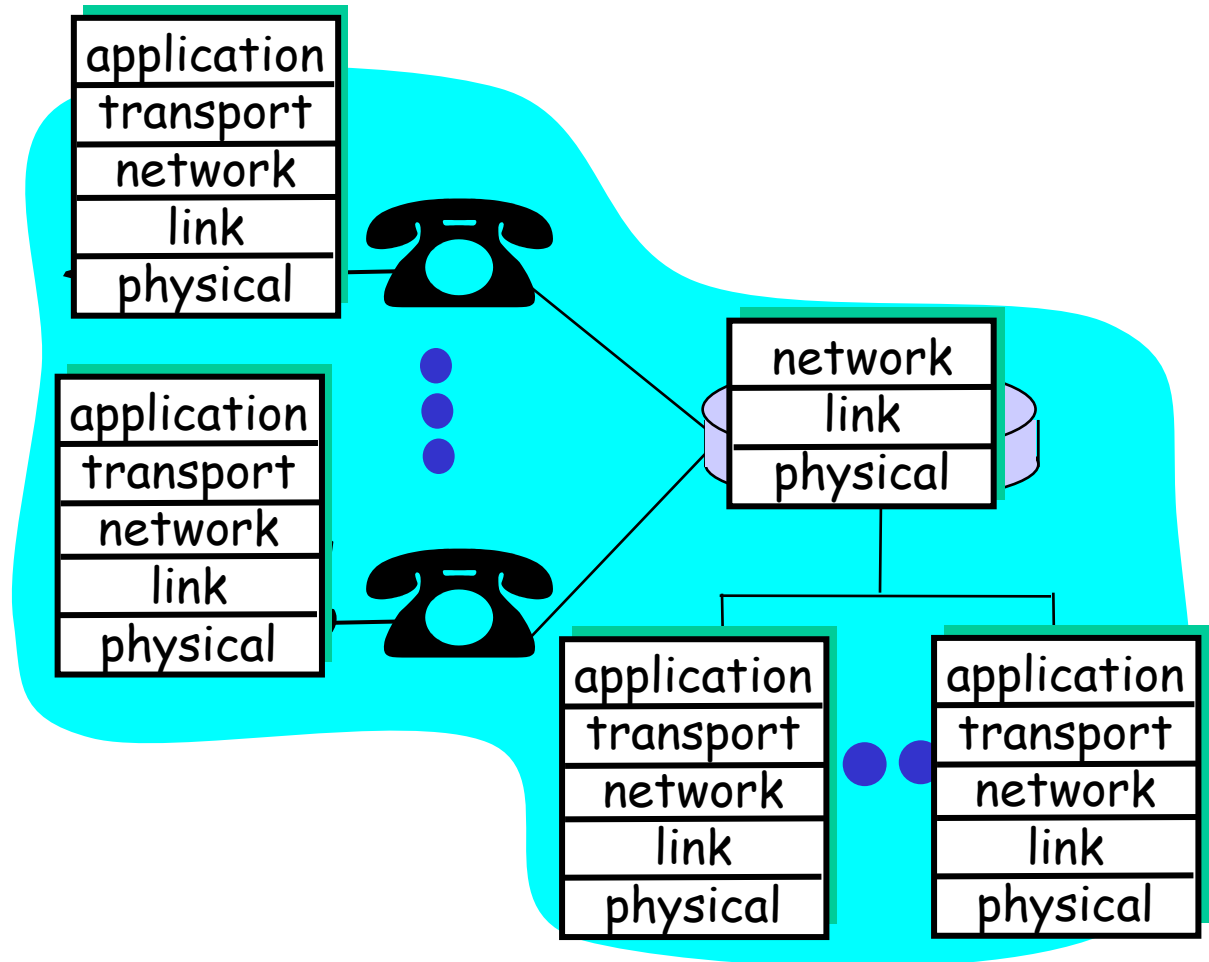 application
transport
network
link
physical
application
transport
network
link
physical
network
link
physical
application
transport
network
link
physical
application
transport
network
link
physical